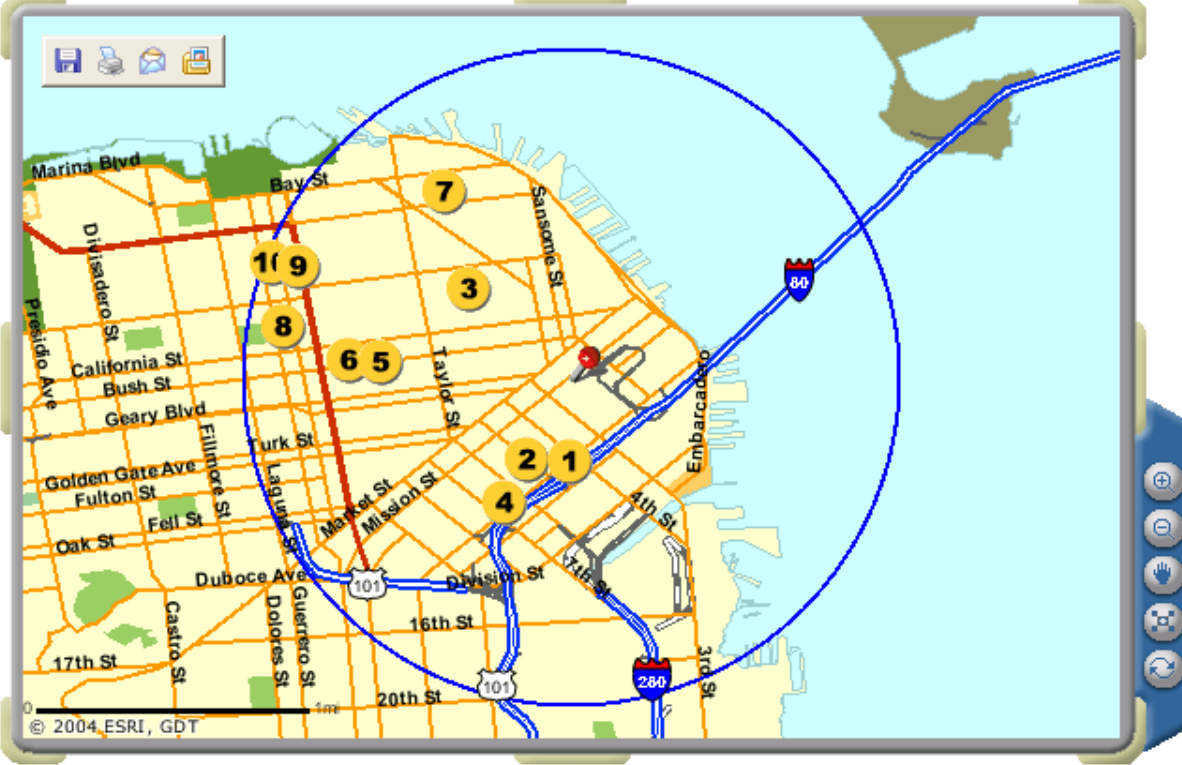 Marina Blvd
Bay St
7
Sansome St
Divisadero St
10
9
80
3
Presidio Ave
8
California St
6
5
Taylor St
Bush St
Embarcadero
Geary Blvd
Fillmore St
Turk St
Golden Gate Ave
2
1
Laguna St
Fulton St
Market St
Mission St
4
4th St
Fell St
Oak St
Duboce Ave
101
Division St
7th St
Castro St
Dolores St
Guerrero St
16th St
17th St
3rd St
101
280
20th St
0
1mi
© 2004 ESRI, GDT